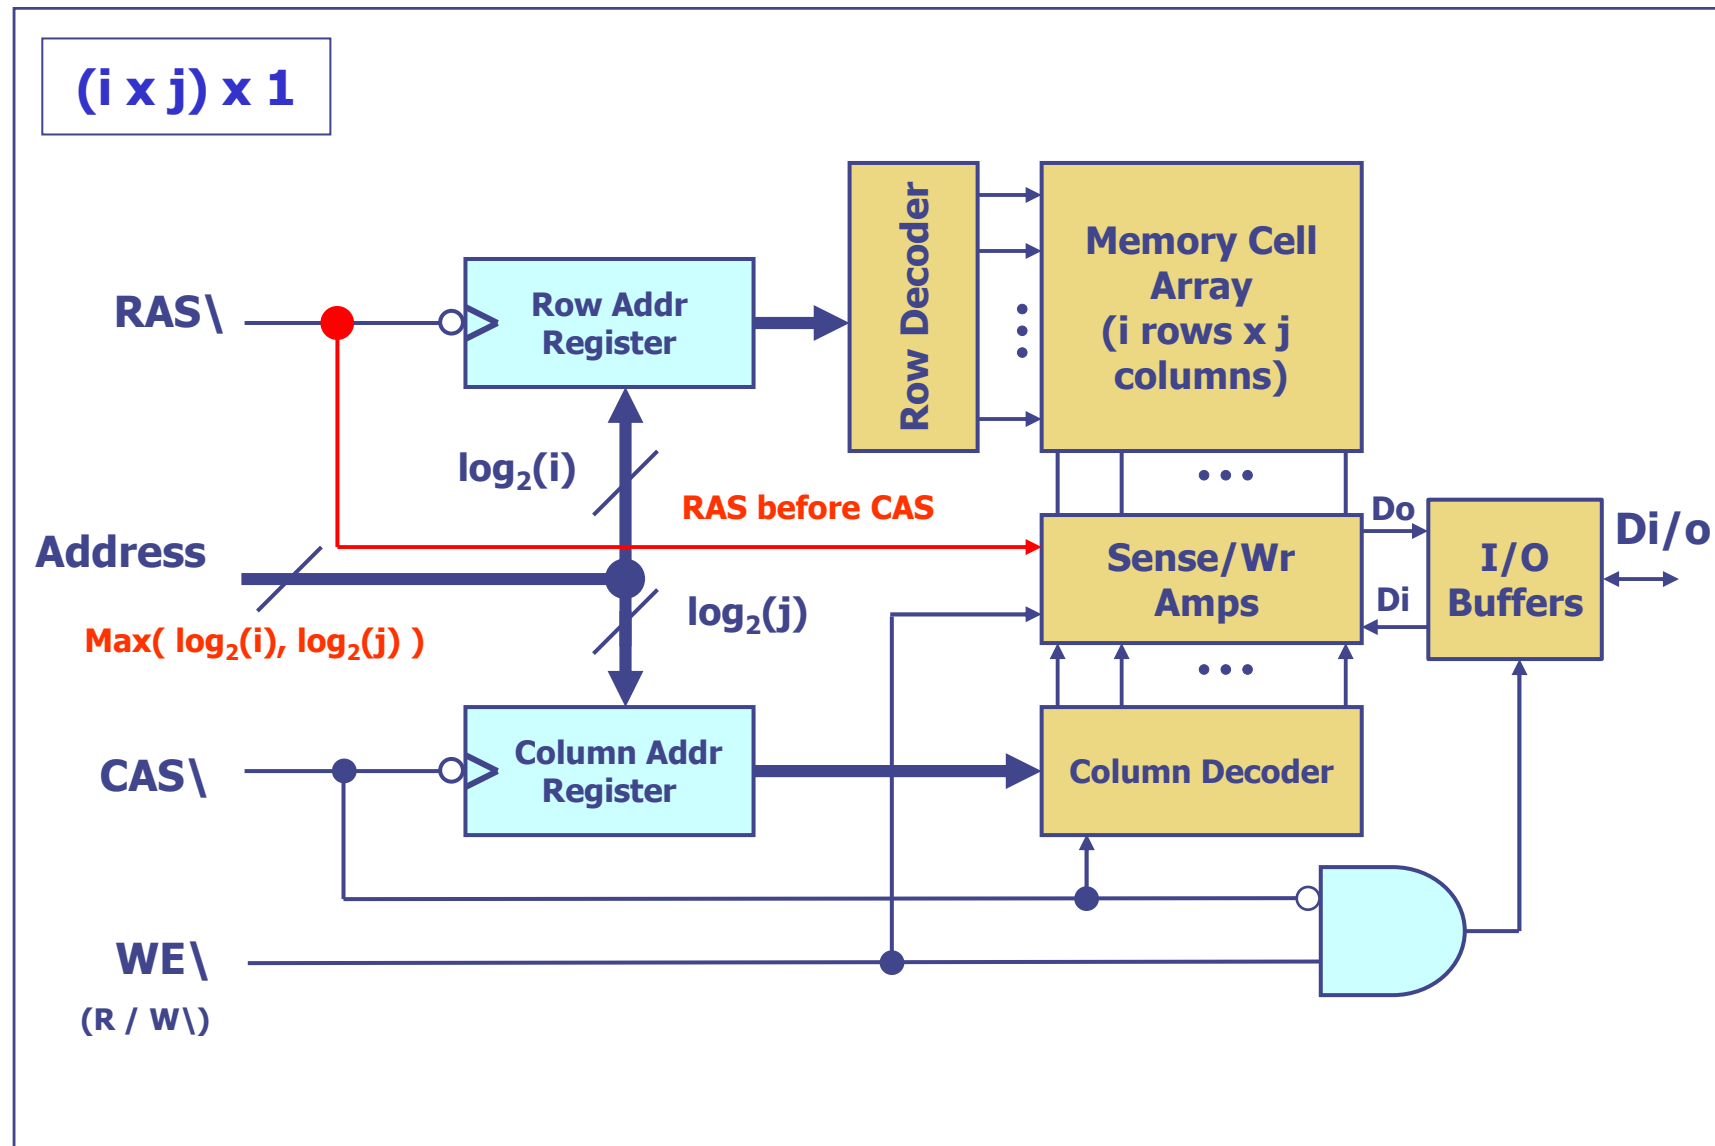 (i x j) x 1
RAS\
Row Addr
Register
Row Decoder
Memory Cell
Array
(i rows x j
columns)
log₂(i)
RAS before CAS
Address
Max( log₂(i), log₂(j) )
log₂(j)
Sense/Wr
Amps
Do
Di
I/O
Buffers
Di/o
CAS\
Column Addr
Register
Column Decoder
WE\
(R / W\)